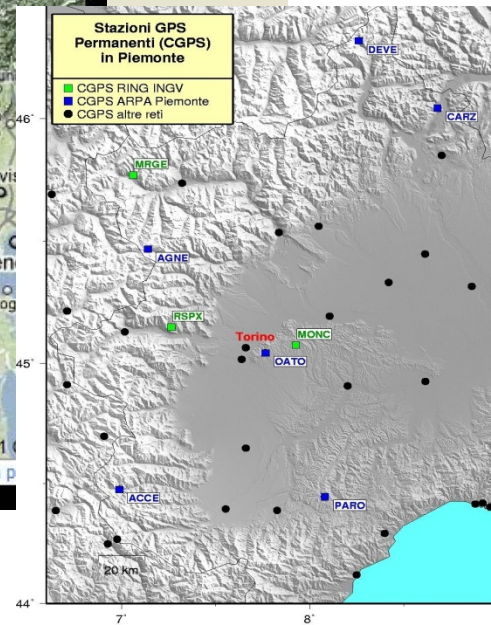 Stazioni GPS
Permanenti (CGPS)
in Piemonte
CGPS RING INGV
CGPS ARPA Piemonte
CGPS altre reti
DEVE
46°
CARZ
MRGE
AGNE
RSPX
Torino
MONC
45°
OATO
ACCE
PARO
20 km
44°
7°
8°